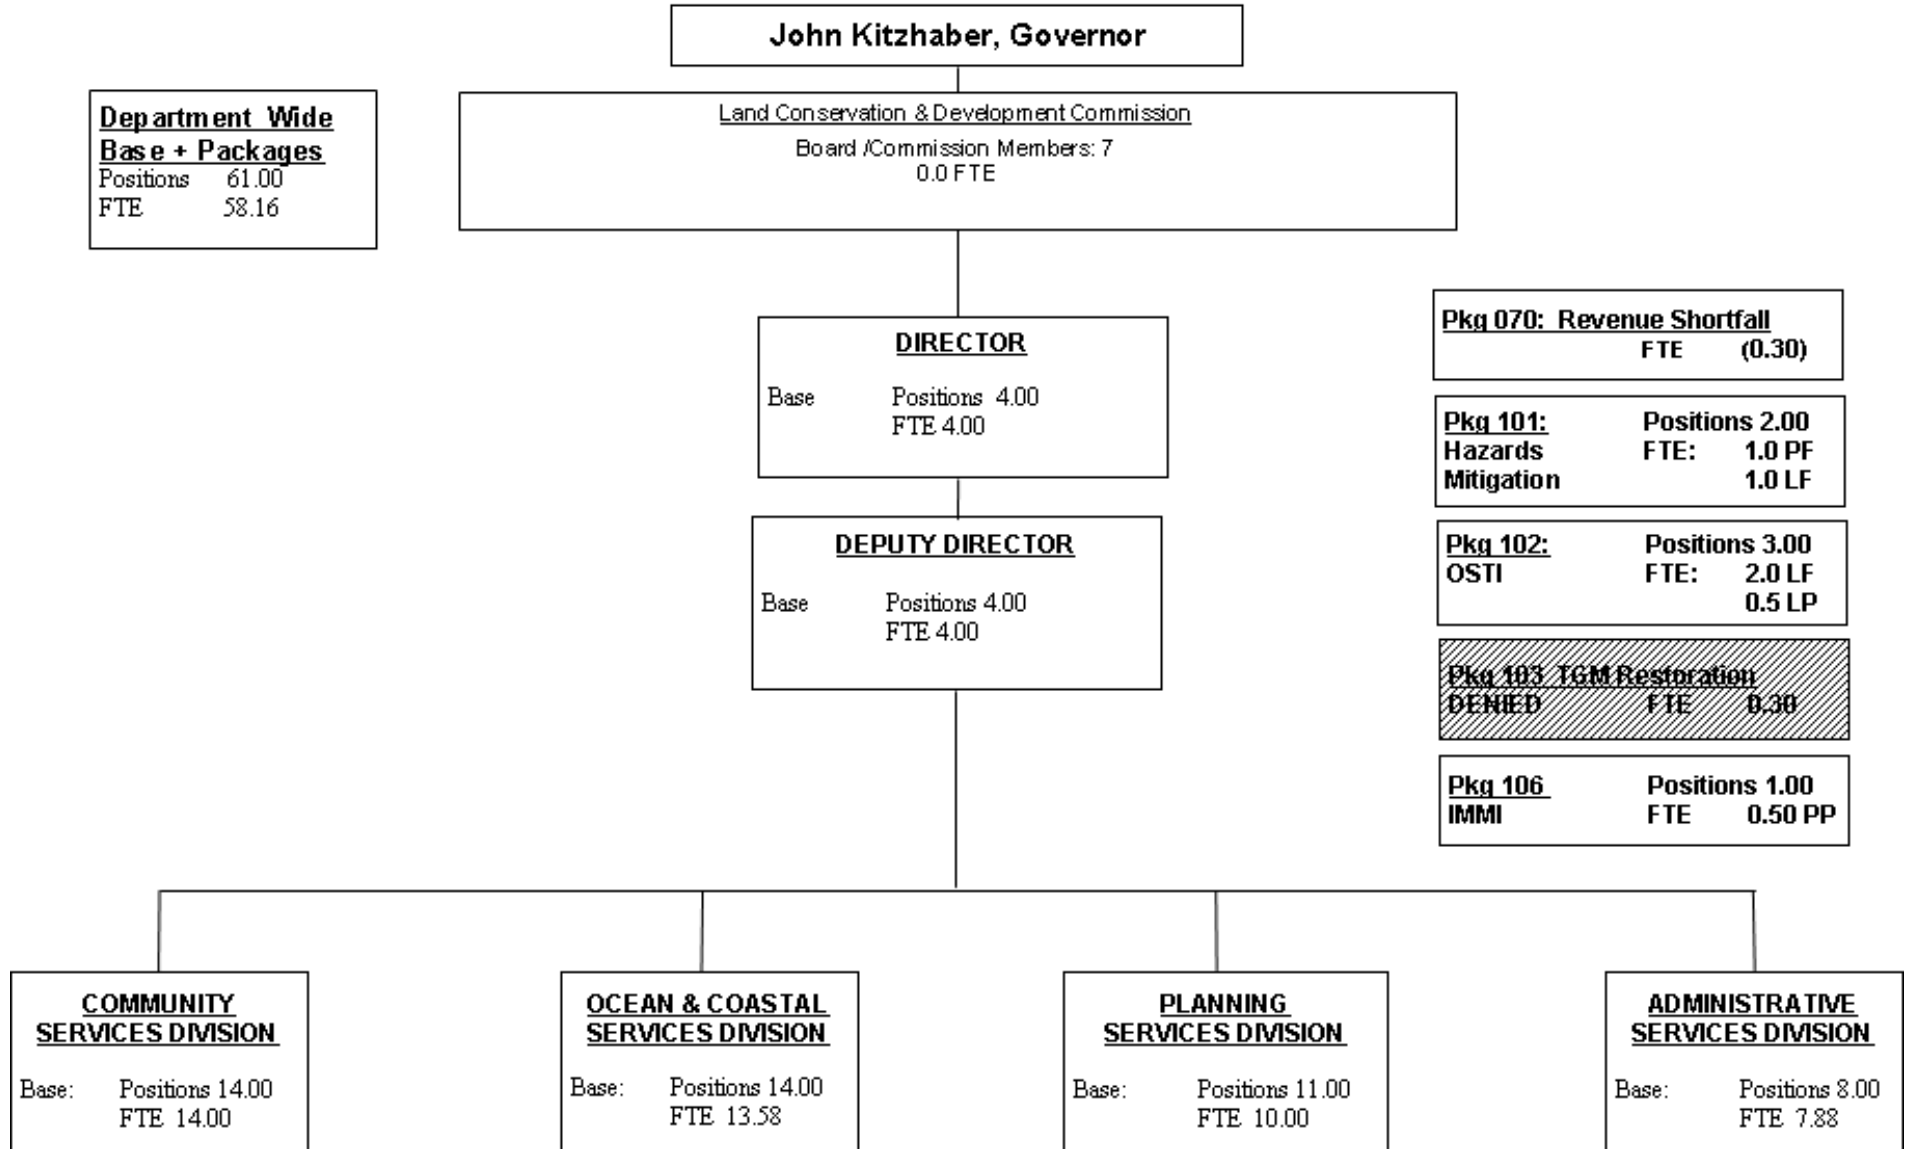 John Kitzhaber, Governor
Department Wide
Base + Packages
Positions 61.00
FTE 58.16
Land Conservation & Development Commission
Board /Commission Members: 7
0.0 FTE
DIRECTOR
Base Positions 4.00
FTE 4.00
DEPUTY DIRECTOR
Base Positions 4.00
FTE 4.00
Pkg 070: Revenue Shortfall
FTE (0.30)
Pkg 101: Positions 2.00
Hazards FTE: 1.0 PF
Mitigation 1.0 LF
Pkg 102: Positions 3.00
OSTI FTE: 2.0 LF
0.5 LP
Pkg 103 TGM Restoration
DENIED FTE 0.30
Pkg 106 Positions 1.00
IMMI FTE 0.50 PP
COMMUNITY
SERVICES DIVISION
Base: Positions 14.00
FTE 14.00
OCEAN & COASTAL
SERVICES DIVISION
Base: Positions 14.00
FTE 13.58
PLANNING
SERVICES DIVISION
Base: Positions 11.00
FTE 10.00
ADMINISTRATIVE
SERVICES DIVISION
Base: Positions 8.00
FTE 7.88